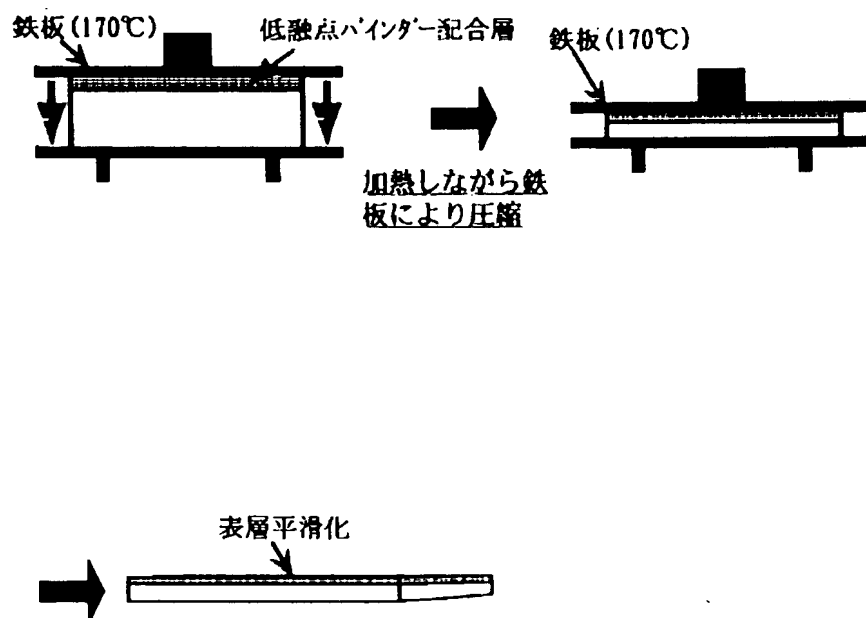 鉄板(170℃)
低融点バインダー配合層
鉄板(170℃)
加熱しながら鉄
板により圧縮
表層平滑化